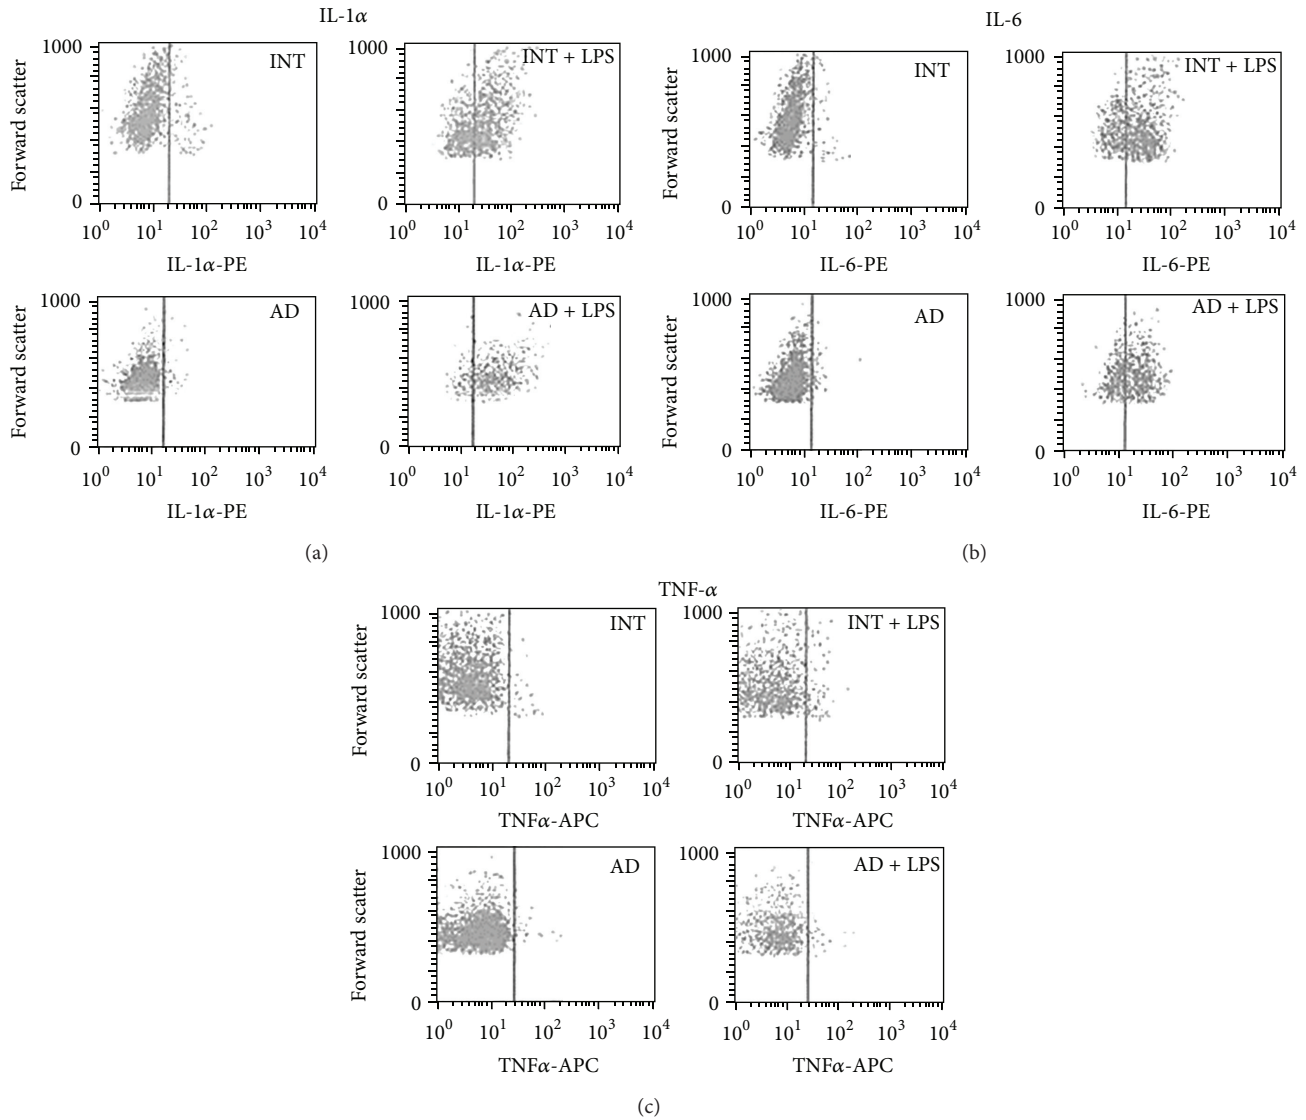 IL-1α
Forward scatter
1000
0
INT
10^0 10^1 10^2 10^3 10^4
IL-1α-PE
1000
0
INT + LPS
10^0 10^1 10^2 10^3 10^4
IL-1α-PE
Forward scatter
1000
0
AD
10^0 10^1 10^2 10^3 10^4
IL-1α-PE
1000
0
AD + LPS
10^0 10^1 10^2 10^3 10^4
IL-1α-PE
(a)
IL-6
Forward scatter
1000
0
INT
10^0 10^1 10^2 10^3 10^4
IL-6-PE
1000
0
INT + LPS
10^0 10^1 10^2 10^3 10^4
IL-6-PE
Forward scatter
1000
0
AD
10^0 10^1 10^2 10^3 10^4
IL-6-PE
1000
0
AD + LPS
10^0 10^1 10^2 10^3 10^4
IL-6-PE
(b)
TNF-α
Forward scatter
1000
0
INT
10^0 10^1 10^2 10^3 10^4
TNFα-APC
1000
0
INT + LPS
10^0 10^1 10^2 10^3 10^4
TNFα-APC
Forward scatter
1000
0
AD
10^0 10^1 10^2 10^3 10^4
TNFα-APC
1000
0
AD + LPS
10^0 10^1 10^2 10^3 10^4
TNFα-APC
(c)